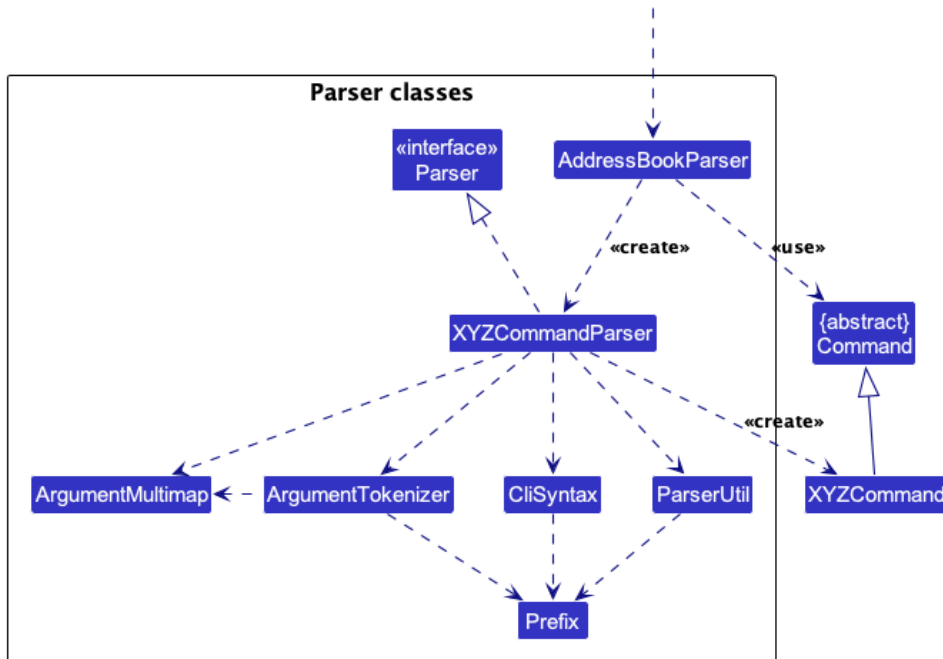 Parser classes
«interface»
Parser
AddressBookParser
«create»
«use»
{abstract}
Command
XYZCommandParser
«create»
ArgumentMultimap
ArgumentTokenizer
CliSyntax
ParserUtil
XYZCommand
Prefix